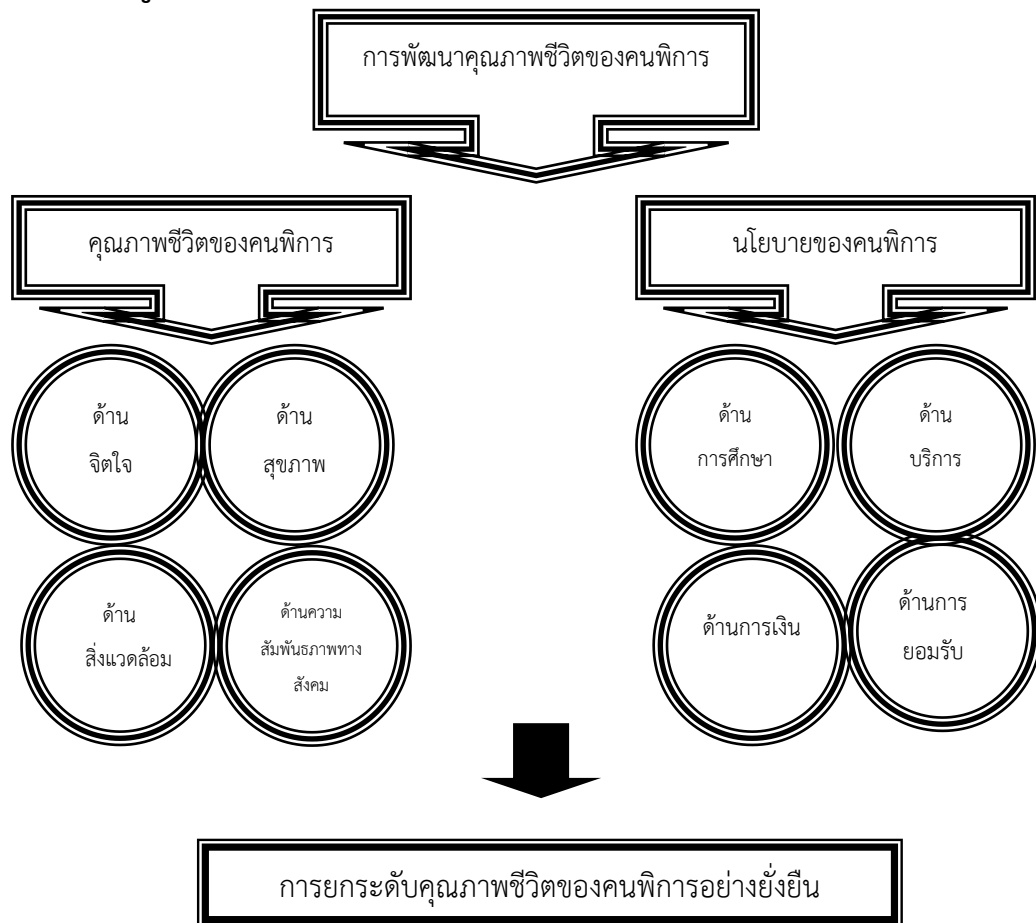 การพัฒนาคุณภาพชีวิตของคนพิการ
คุณภาพชีวิตของคนพิการ
นโยบายของคนพิการ
ด้าน
จิตใจ
ด้าน
สุขภาพ
ด้าน
การศึกษา
ด้าน
บริการ
ด้าน
สิ่งแวดล้อม
ด้านความ
สัมพันธภาพทาง
สังคม
ด้านการเงิน
ด้านการ
ยอมรับ
การยกระดับคุณภาพชีวิตของคนพิการอย่างยั่งยืน